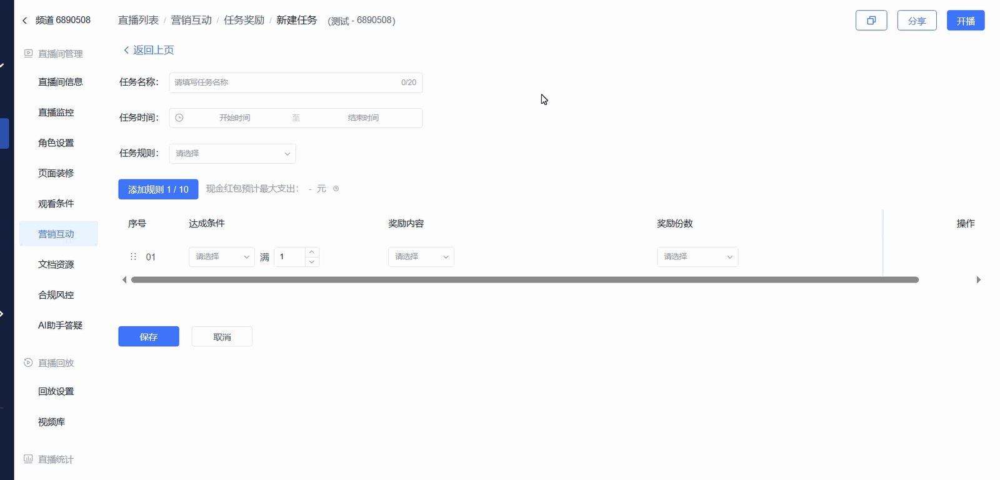 频道 6890508
直播列表 / 营销互动 / 任务奖励 / 新建任务 (测试 - 6890508)
分享
开播
直播间管理
直播间信息
直播监控
角色设置
页面装修
观看条件
营销互动
文档资源
合规风控
AI助手答疑
直播回放
回放设置
视频库
直播统计
返回上页
任务名称: 请填写任务名称 0/20
任务时间: 开始时间 至 结束时间
任务规则: 请选择
添加规则 1 / 10 现金红包预计最大支出: - 元
序号 达成条件 奖励内容 奖励份数 操作
01 请选择 满 1 请选择 请选择
保存 取消